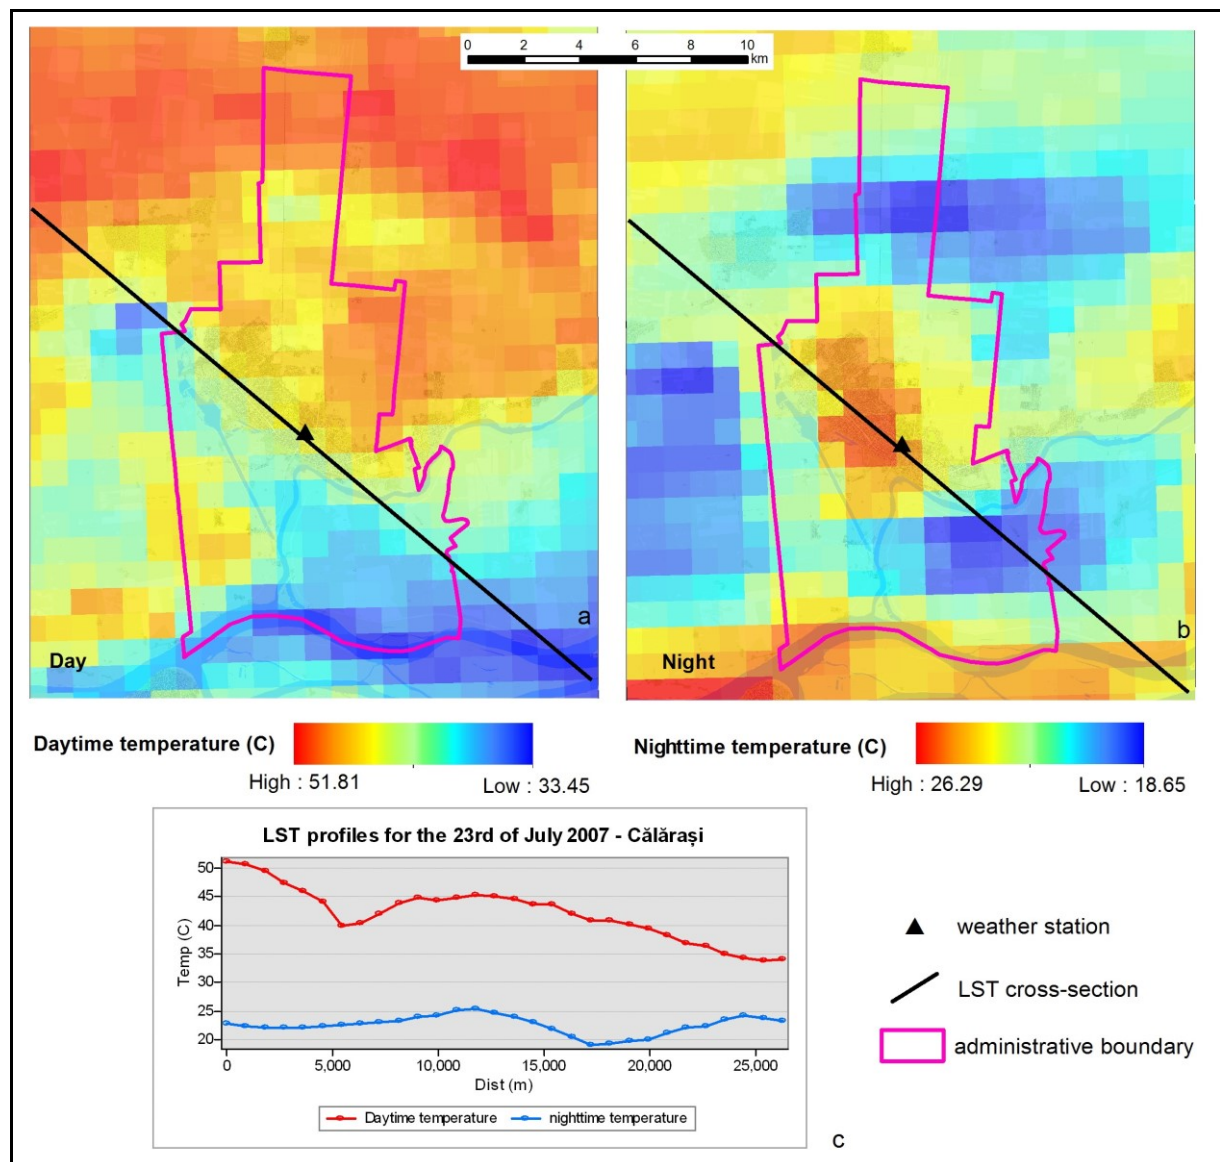 0 2 4 6 8 10
km
a
Day
b
Night
Daytime temperature (C)
High : 51.81 Low : 33.45
Nighttime temperature (C)
High : 26.29 Low : 18.65
LST profiles for the 23rd of July 2007 - Călărași
50
45
40
35
30
25
20
Temp (C)
0 5,000 10,000 15,000 20,000 25,000
Dist (m)
Daytime temperature nighttime temperature
c
weather station
LST cross-section
administrative boundary